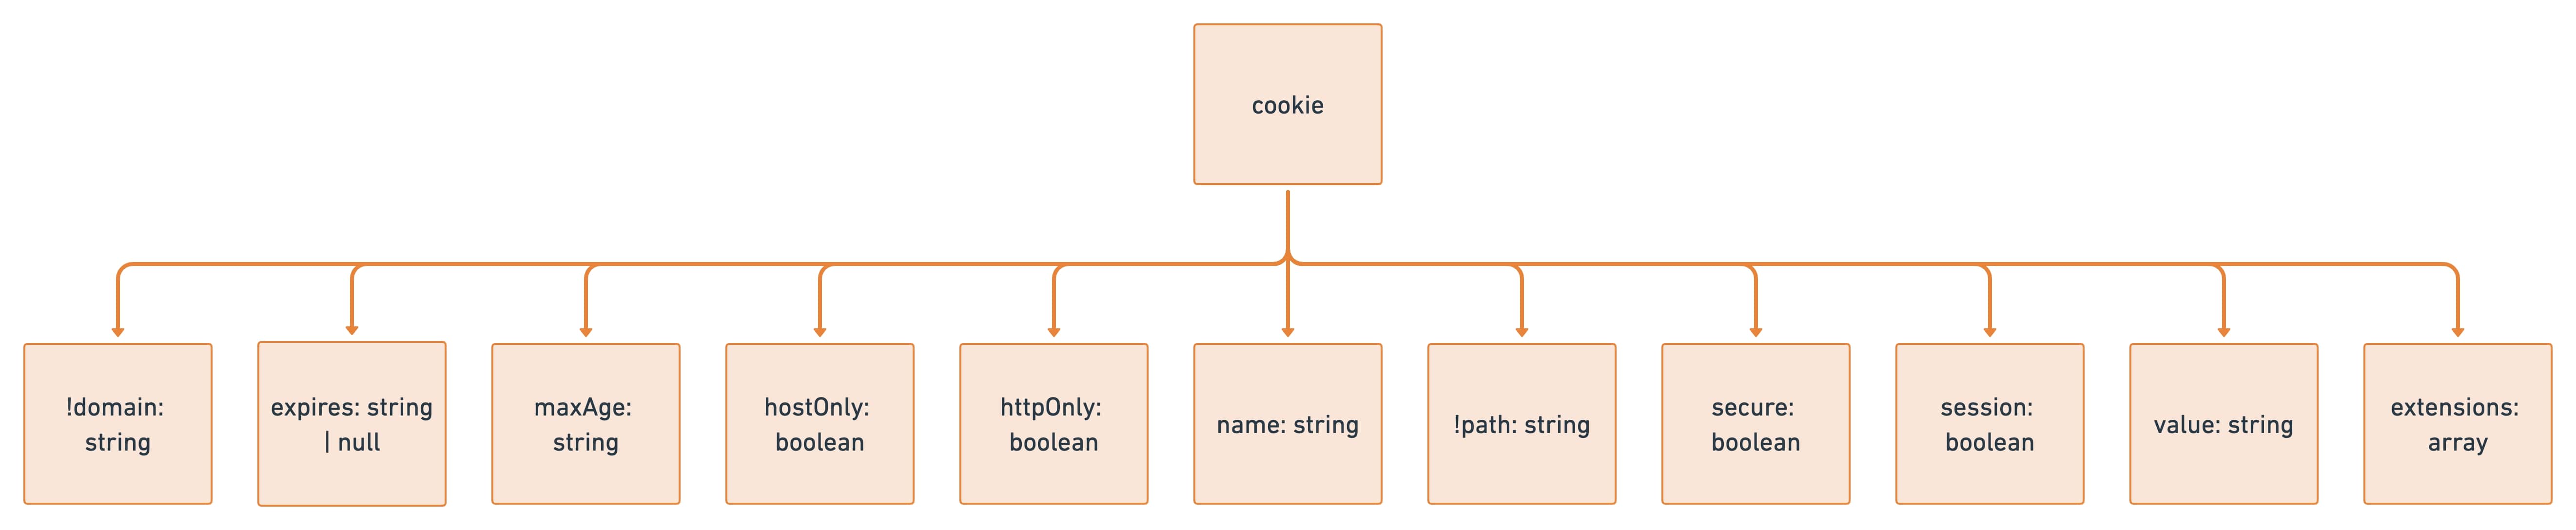 cookie
!domain:
string
expires: string
| null
maxAge:
string
hostOnly:
boolean
httpOnly:
boolean
name: string
!path: string
secure:
boolean
session:
boolean
value: string
extensions:
array